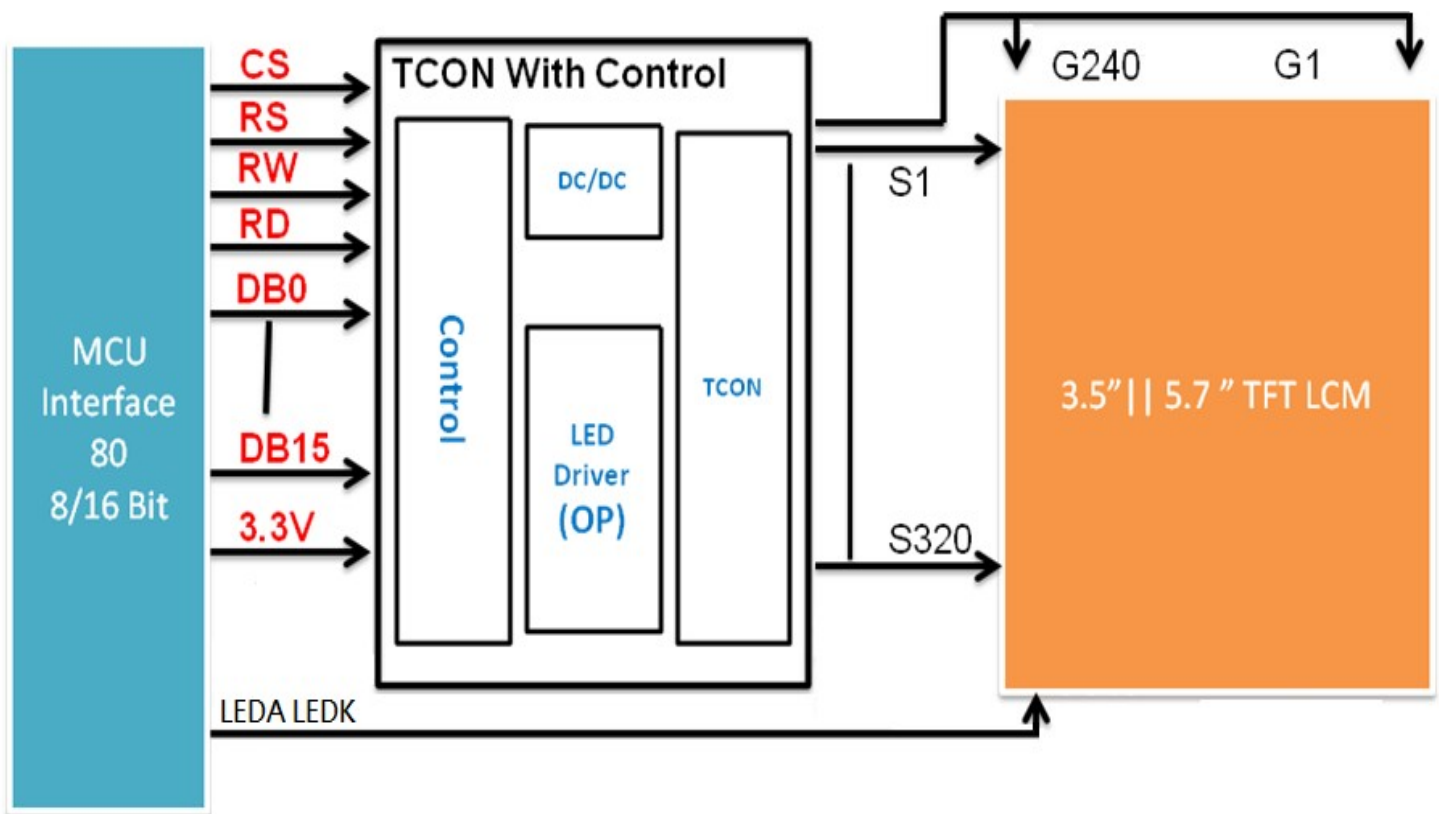 MCU
Interface
80
8/16 Bit
CS
RS
RW
RD
DB0
DB15
3.3V
LEDA LEDK
TCON With Control
Control
DC/DC
LED
Driver
(OP)
TCON
G240 G1
S1
S320
3.5”|| 5.7 ” TFT LCM